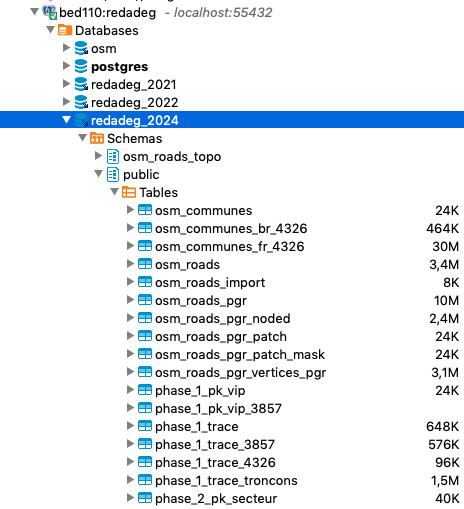 bed110:redadeg - localhost:55432
Databases
osm
postgres
redadeg_2021
redadeg_2022
redadeg_2024
Schemas
osm_roads_topo
public
Tables
osm_communes 24K
osm_communes_br_4326 464K
osm_communes_fr_4326 30M
osm_roads 3,4M
osm_roads_import 8K
osm_roads_pgr 10M
osm_roads_pgr_noded 2,4M
osm_roads_pgr_patch 24K
osm_roads_pgr_patch_mask 24K
osm_roads_pgr_vertices_pgr 3,1M
phase_1_pk_vip 24K
phase_1_pk_vip_3857
phase_1_trace 648K
phase_1_trace_3857 576K
phase_1_trace_4326 96K
phase_1_trace_troncons 1,5M
phase_2_pk_secteur 40K